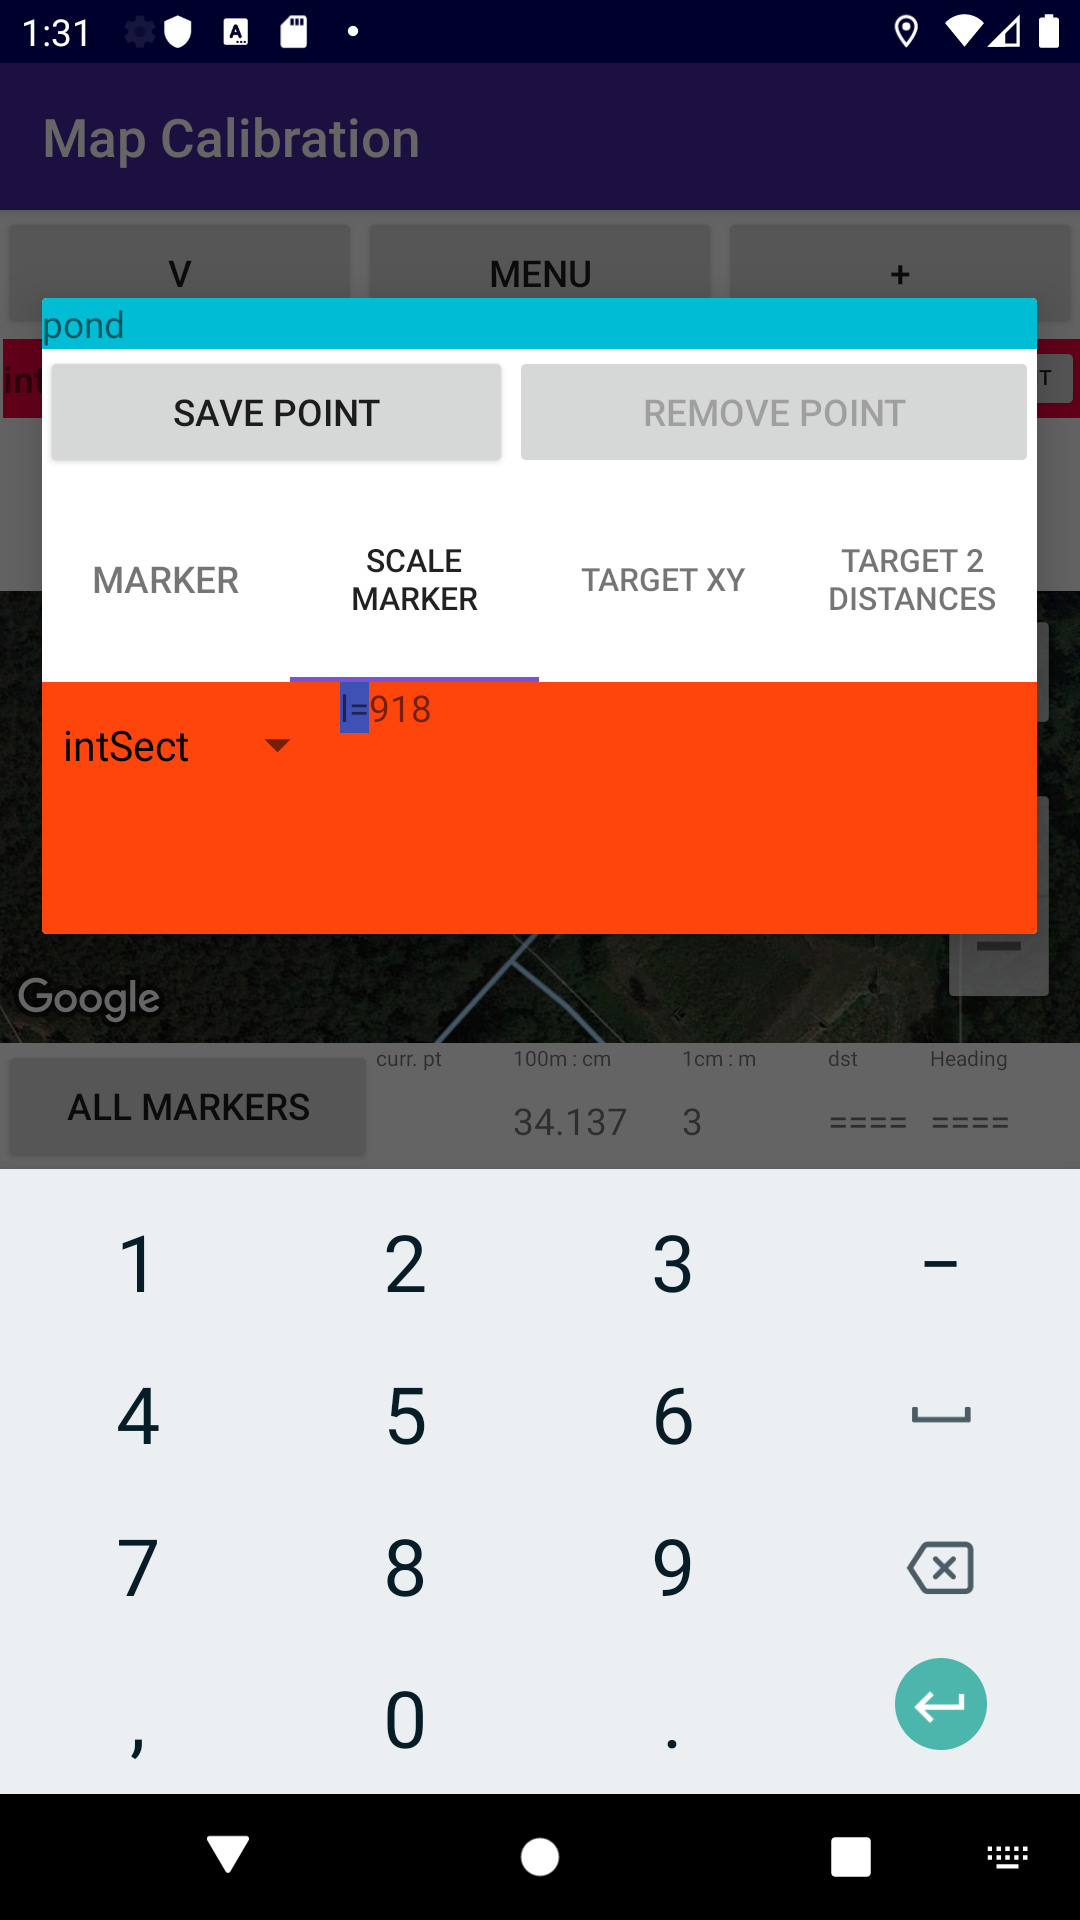 1:31
Map Calibration
V MENU +
pond
int T
SAVE POINT REMOVE POINT
MARKER SCALE MARKER TARGET XY TARGET 2 DISTANCES
l=918
intSect
Google
curr. pt 100m : cm 1cm : m dst Heading
ALL MARKERS 34.137 3 ==== ====
1 2 3 –
4 5 6
7 8 9
, 0 .